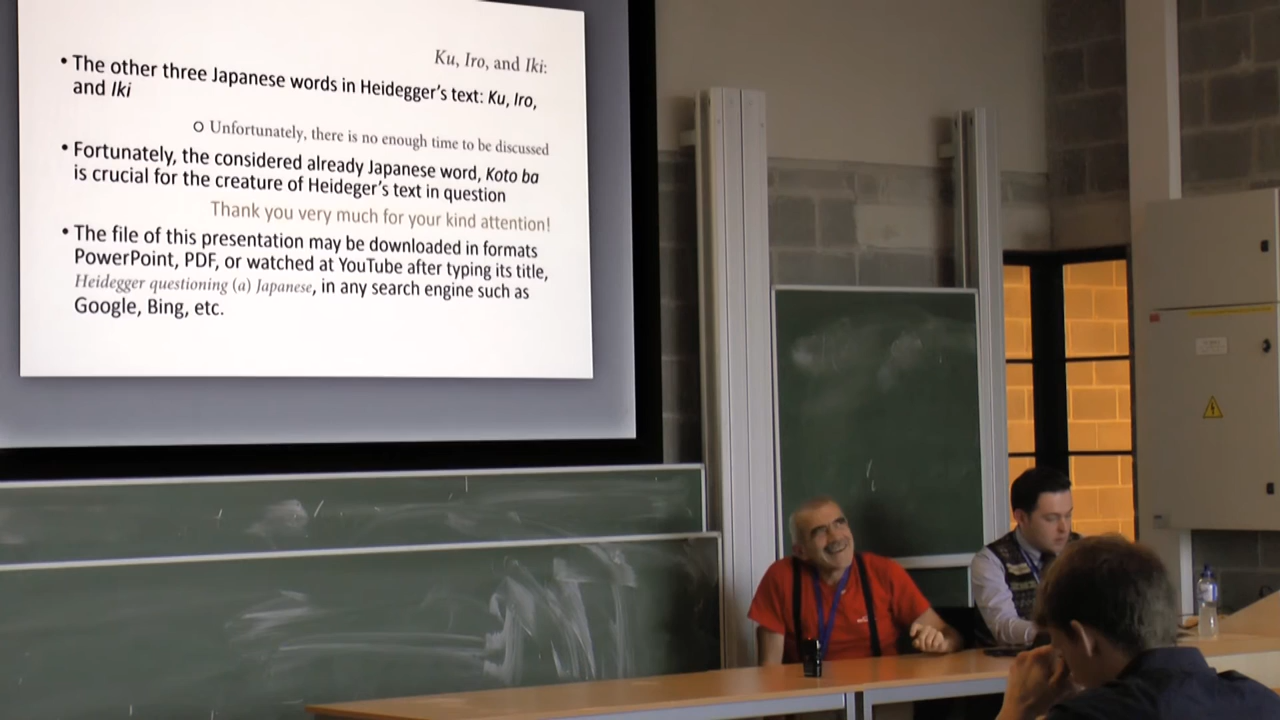 Ku, Iro, and Iki:
• The other three Japanese words in Heidegger's text: Ku, Iro,
and Iki
o Unfortunately, there is no enough time to be discussed
• Fortunately, the considered already Japanese word, Koto ba
is crucial for the creature of Heideger's text in question
Thank you very much for your kind attention!
• The file of this presentation may be downloaded in formats
PowerPoint, PDF, or watched at YouTube after typing its title,
Heidegger questioning (a) Japanese, in any search engine such as
Google, Bing, etc.